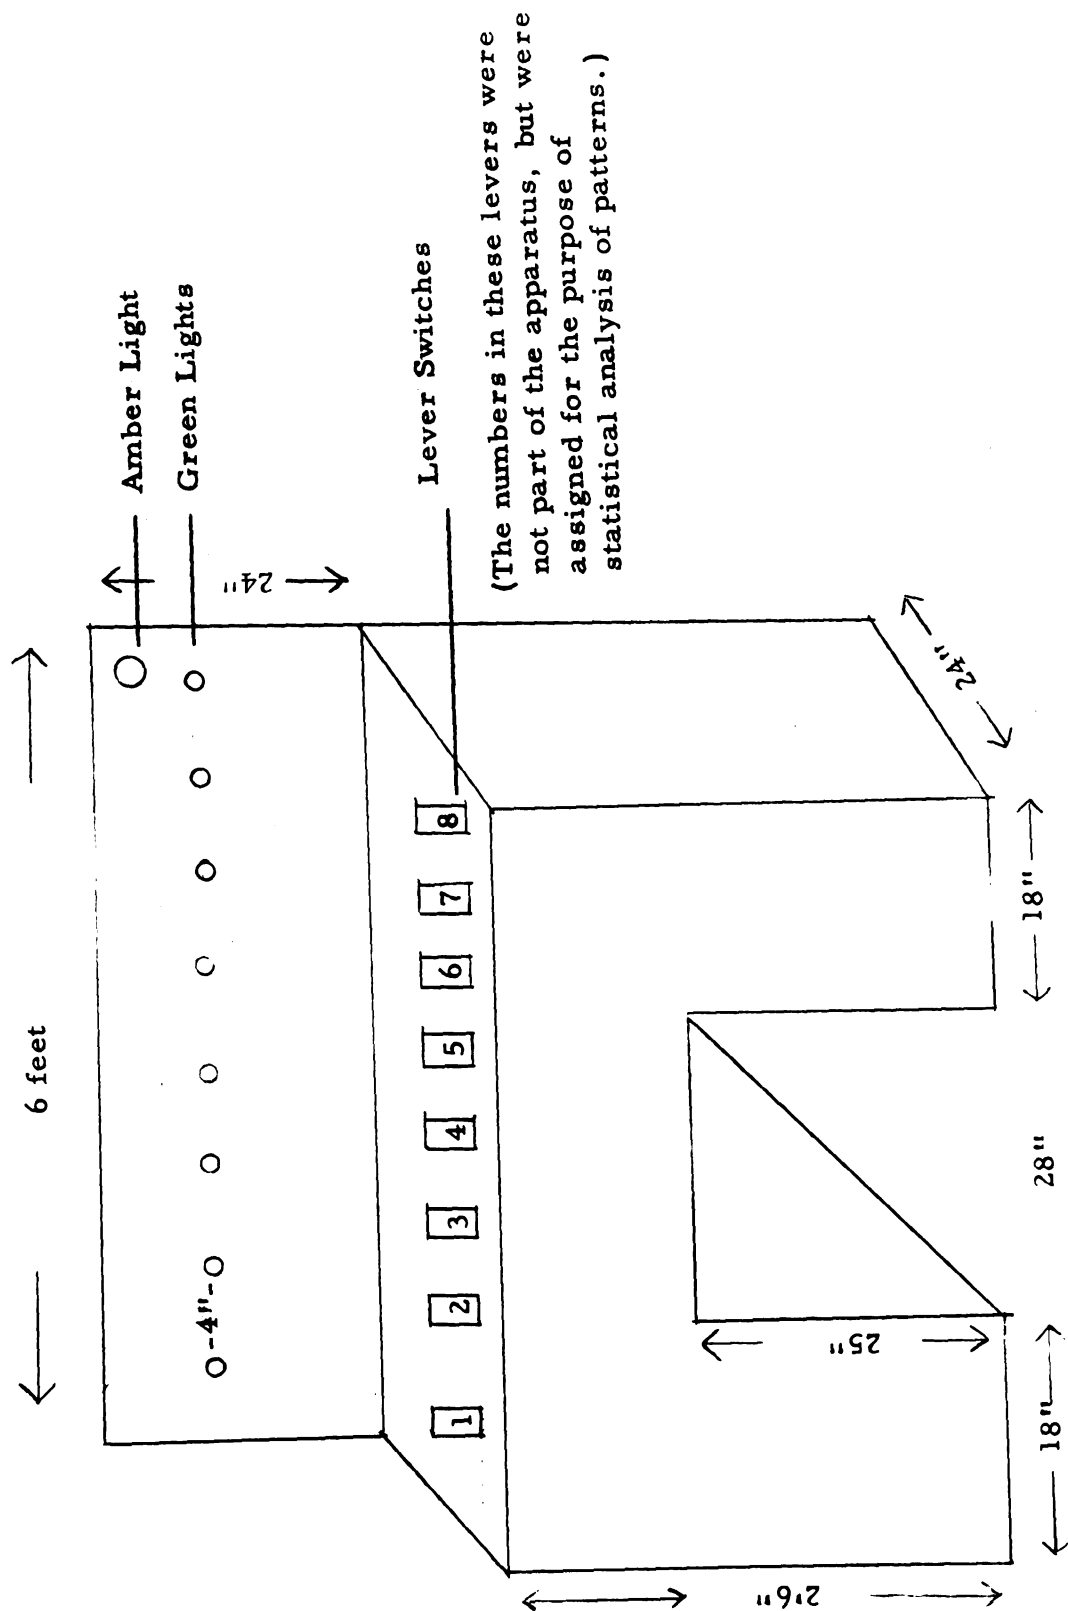 6 feet
Amber Light
Green Lights
24"
4"
Lever Switches
(The numbers in these levers were
not part of the apparatus, but were
assigned for the purpose of
statistical analysis of patterns.)
1 2 3 4 5 6 7 8
24"
2'6"
25"
18"
28"
18"